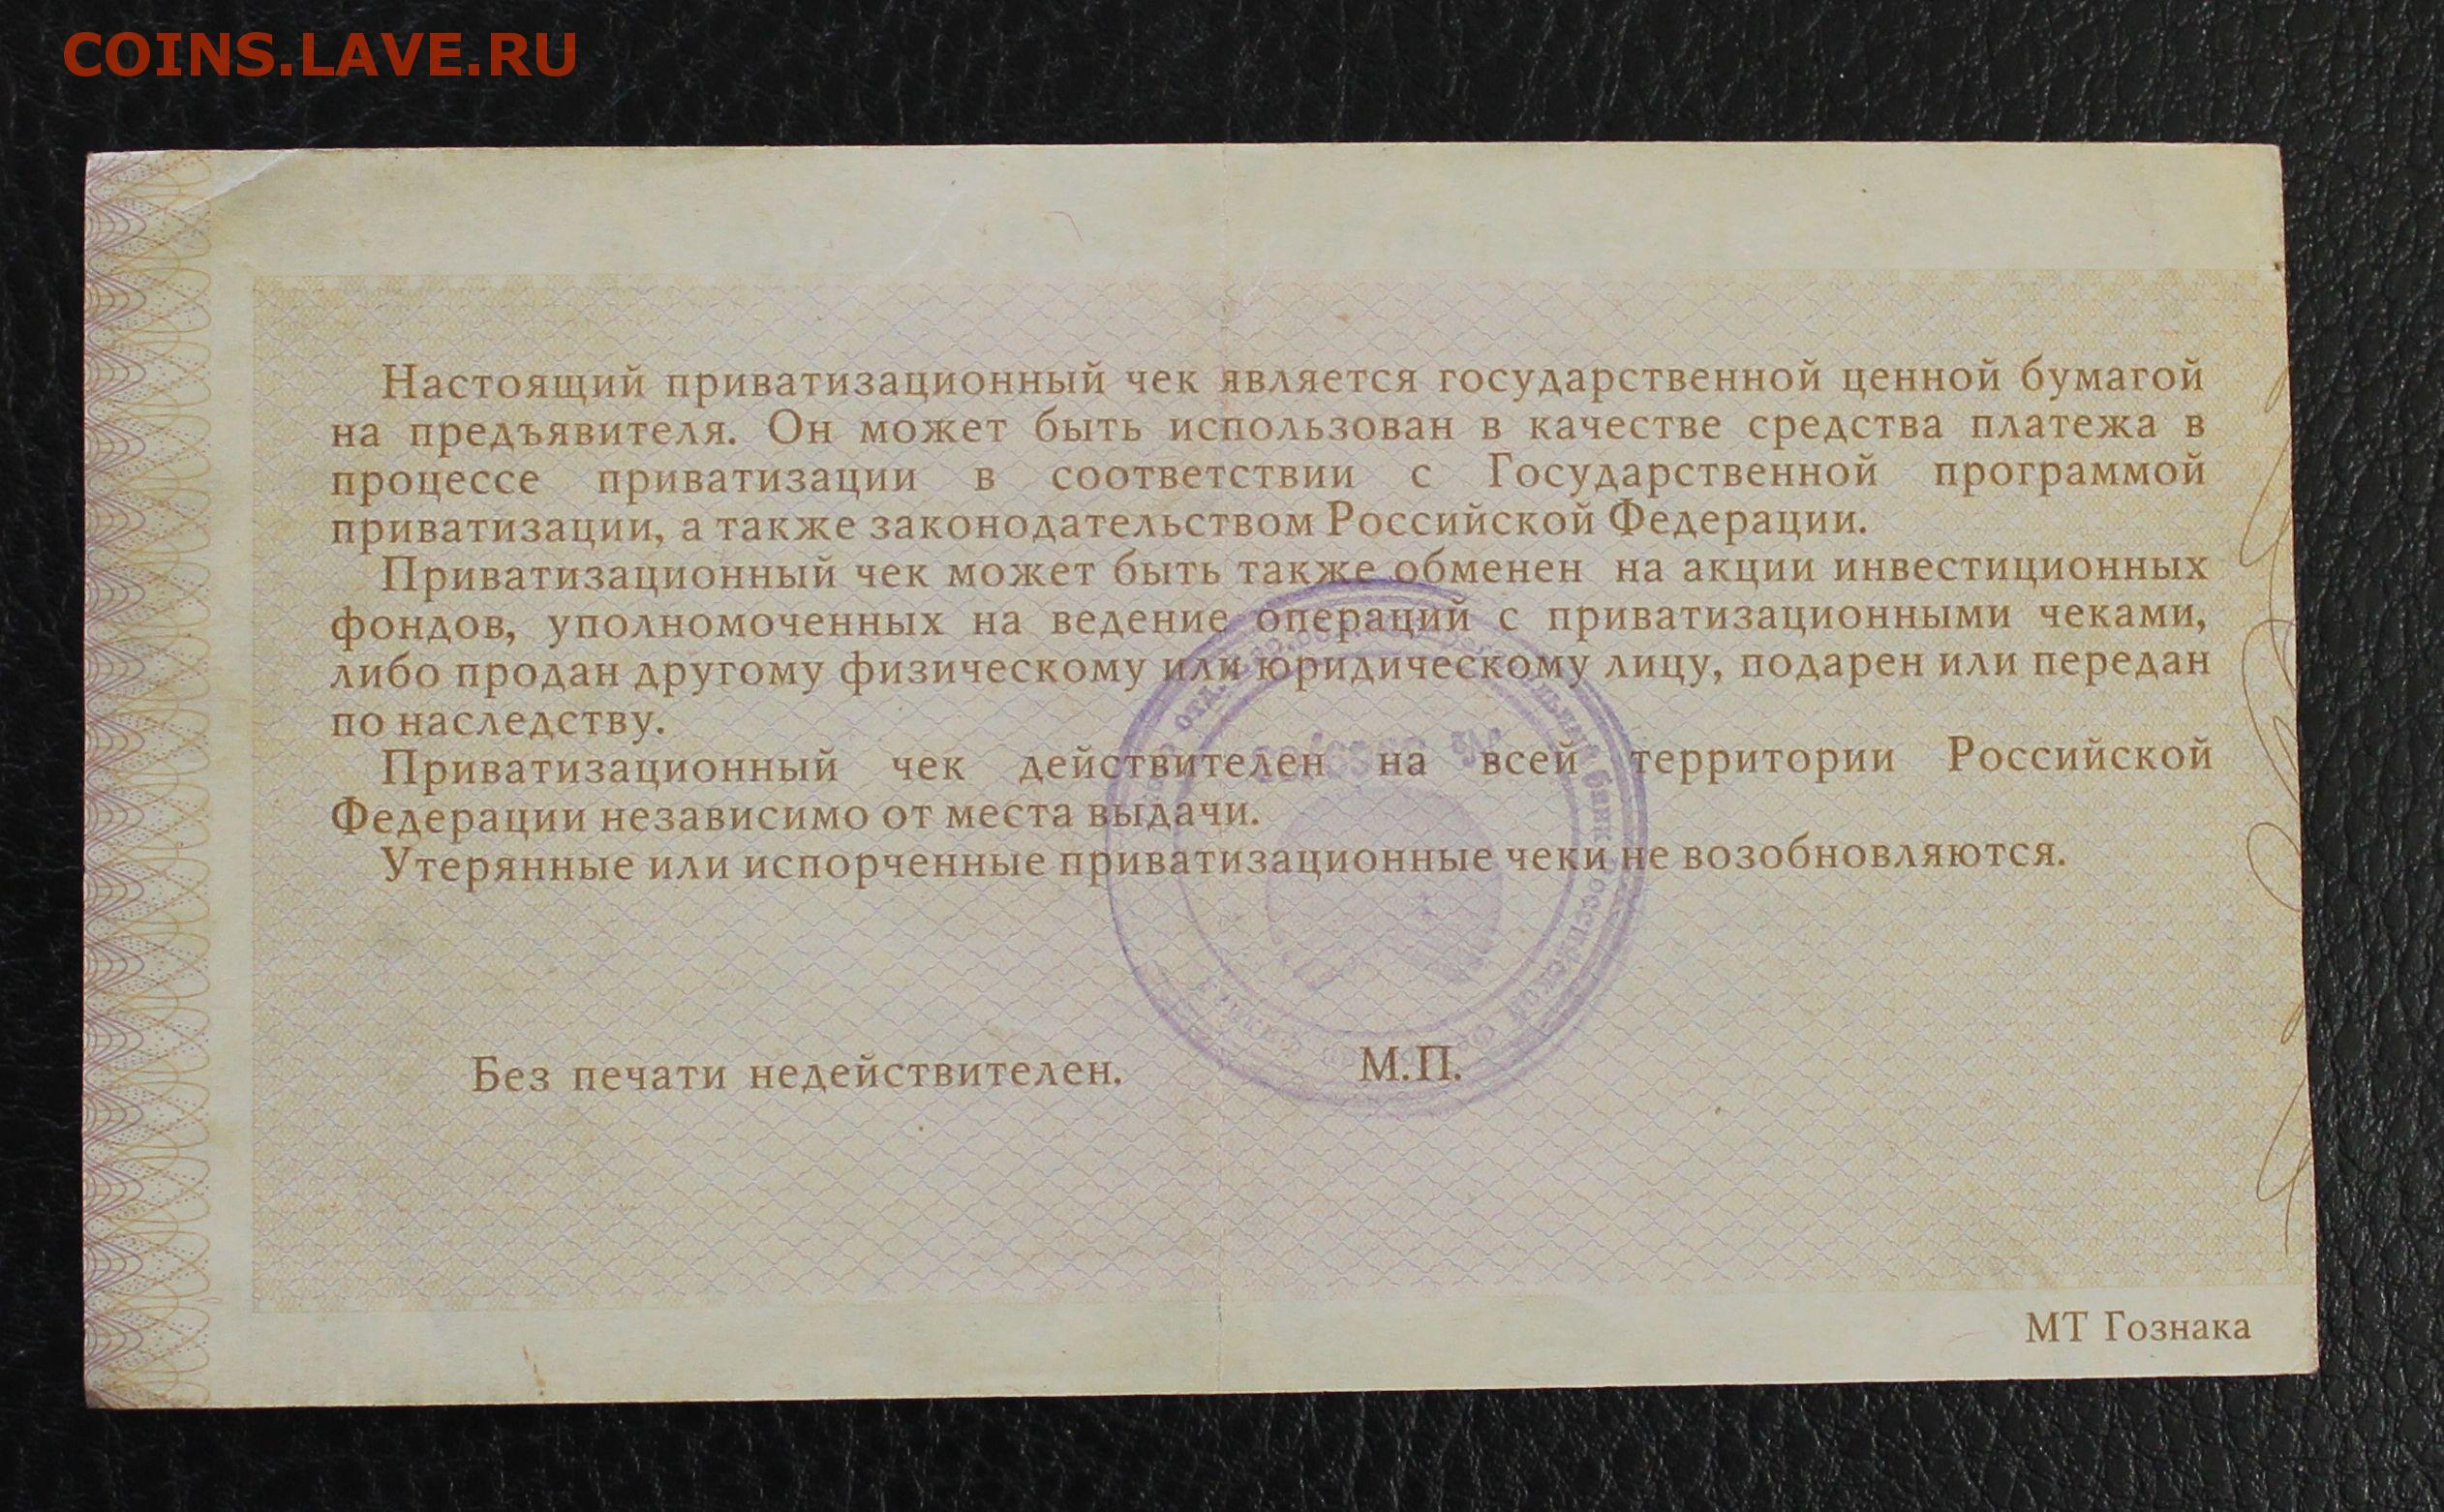 COINS.LAVE.RU
Настоящий приватизационный чек является государственной ценной бумагой
на предъявителя. Он может быть использован в качестве средства платежа в
процессе приватизации в соответствии с Государственной программой
приватизации, а также законодательством Российской Федерации.
Приватизационный чек может быть также обменен на акции инвестиционных
фондов, уполномоченных на ведение операций с приватизационными чеками,
либо продан другому физическому или юридическому лицу, подарен или передан
по наследству.
Приватизационный чек действителен на всей территории Российской
Федерации независимо от места выдачи.
Утерянные или испорченные приватизационные чеки не возобновляются.
Без печати недействителен. М.П.
банк Российской
МТ Гознака